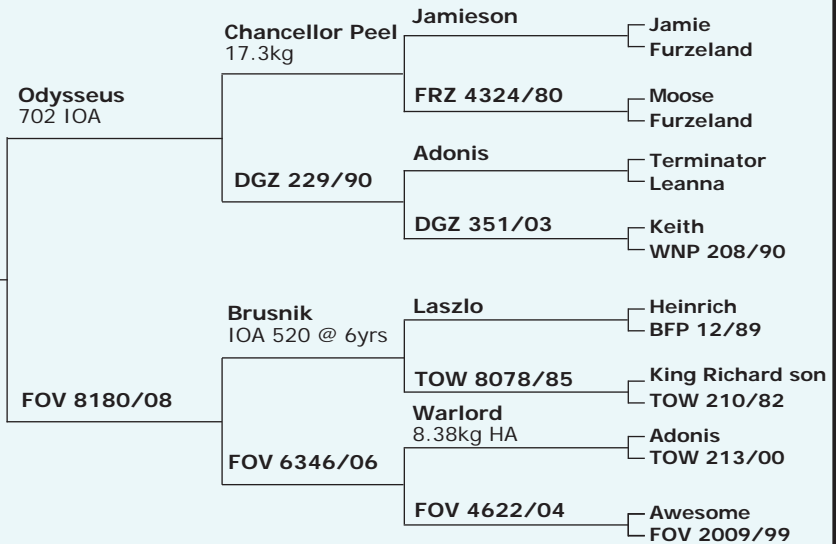 Odysseus
702 IOA
FOV 8180/08
Chancellor Peel
17.3kg
DGZ 229/90
Brusnik
IOA 520 @ 6yrs
FOV 6346/06
Jamieson
FRZ 4324/80
Adonis
DGZ 351/03
Laszlo
TOW 8078/85
Warlord
8.38kg HA
FOV 4622/04
Jamie
Furzeland
Moose
Furzeland
Terminator
Leanna
Keith
WNP 208/90
Heinrich
BFP 12/89
King Richard son
TOW 210/82
Adonis
TOW 213/00
Awesome
FOV 2009/99